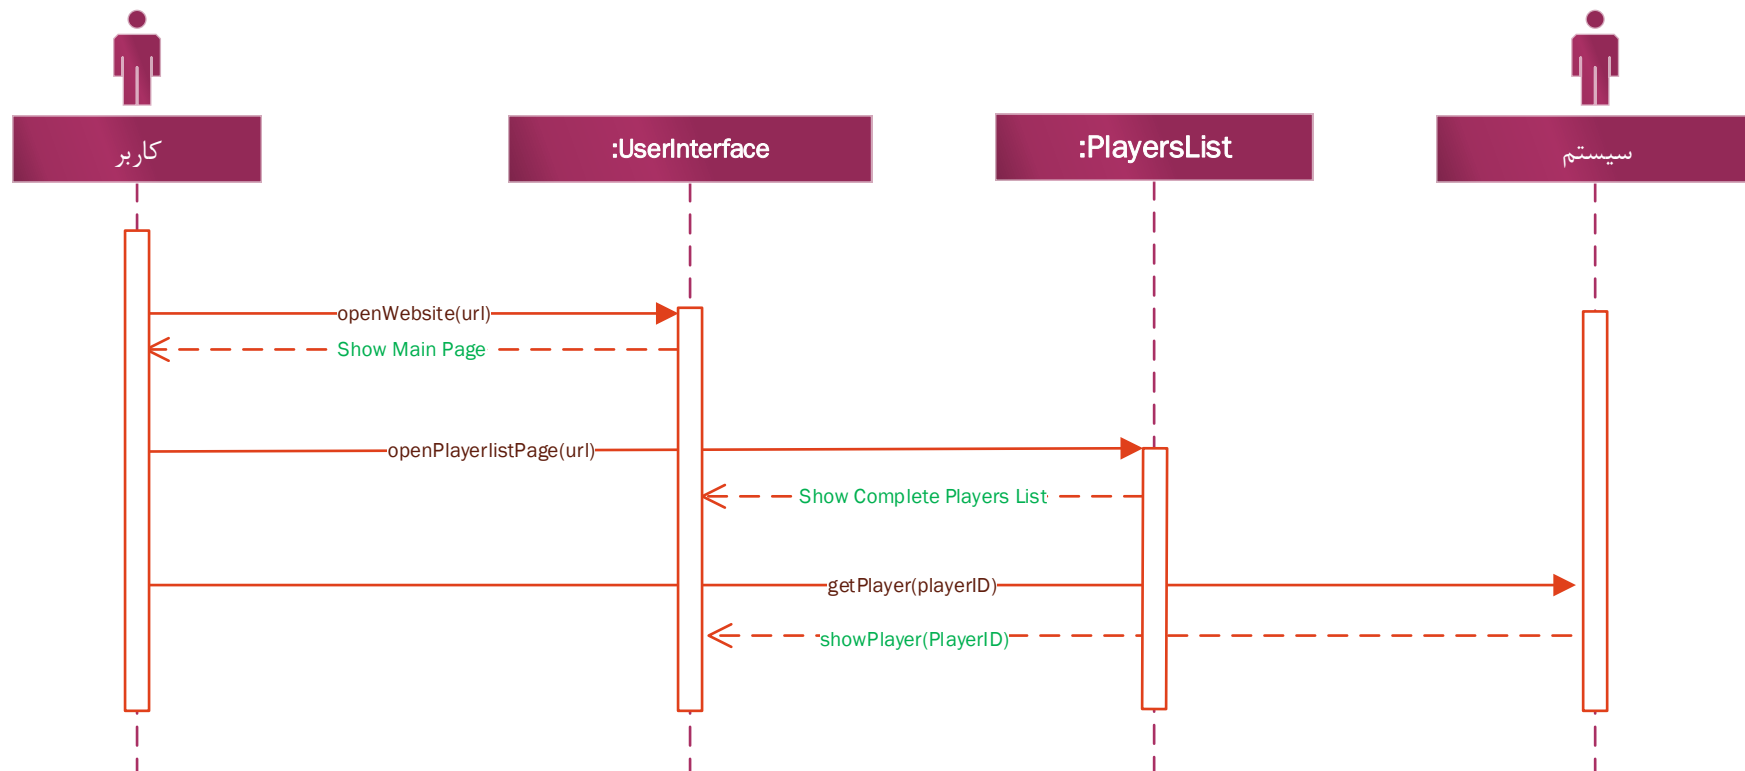 کاربر
:UserInterface
:PlayersList
سیستم
openWebsite(url)
Show Main Page
openPlayerlistPage(url)
Show Complete Players List
getPlayer(playerID)
showPlayer(PlayerID)